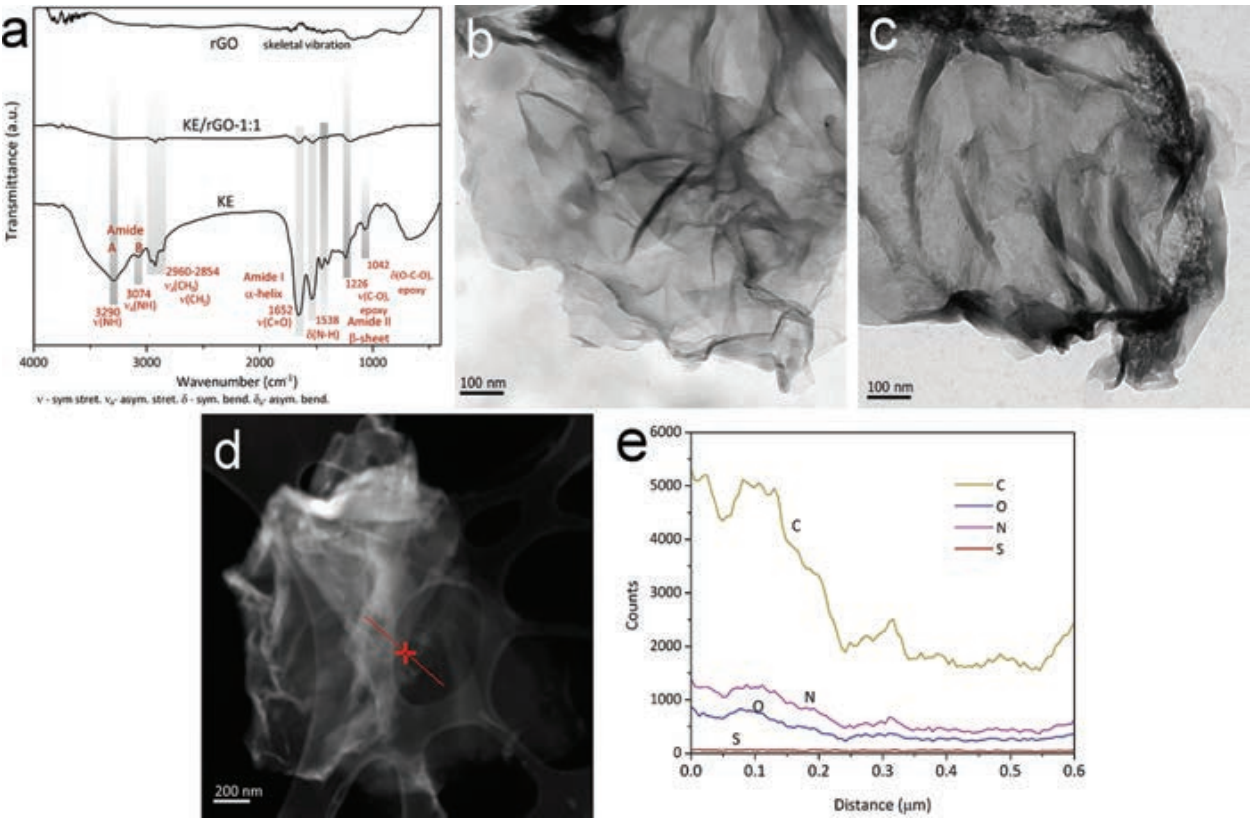 a
rGO
skeletal vibration
KE/rGO-1:1
KE
Amide
A B
3290
ν(NH)
3074
νₐ(NH)
2960-2854
νₐ(CH₃)
ν(CH₂)
Amide I
α-helix
1652
ν(C=O)
1538
δ(N-H)
Amide II
β-sheet
1226
ν(C-O),
epoxy
1042
δ(O-C-O),
epoxy
Transmittance (a.u.)
4000 3000 2000 1000
Wavenumber (cm⁻¹)
ν - sym stret. νₐ- asym. stret. δ - sym. bend. δₐ- asym. bend.
b
100 nm
c
100 nm
d
200 nm
e
6000
5000
4000
3000
2000
1000
0
Counts
C
O
N
S
C
N
O
S
0.0 0.1 0.2 0.3 0.4 0.5 0.6
Distance (μm)